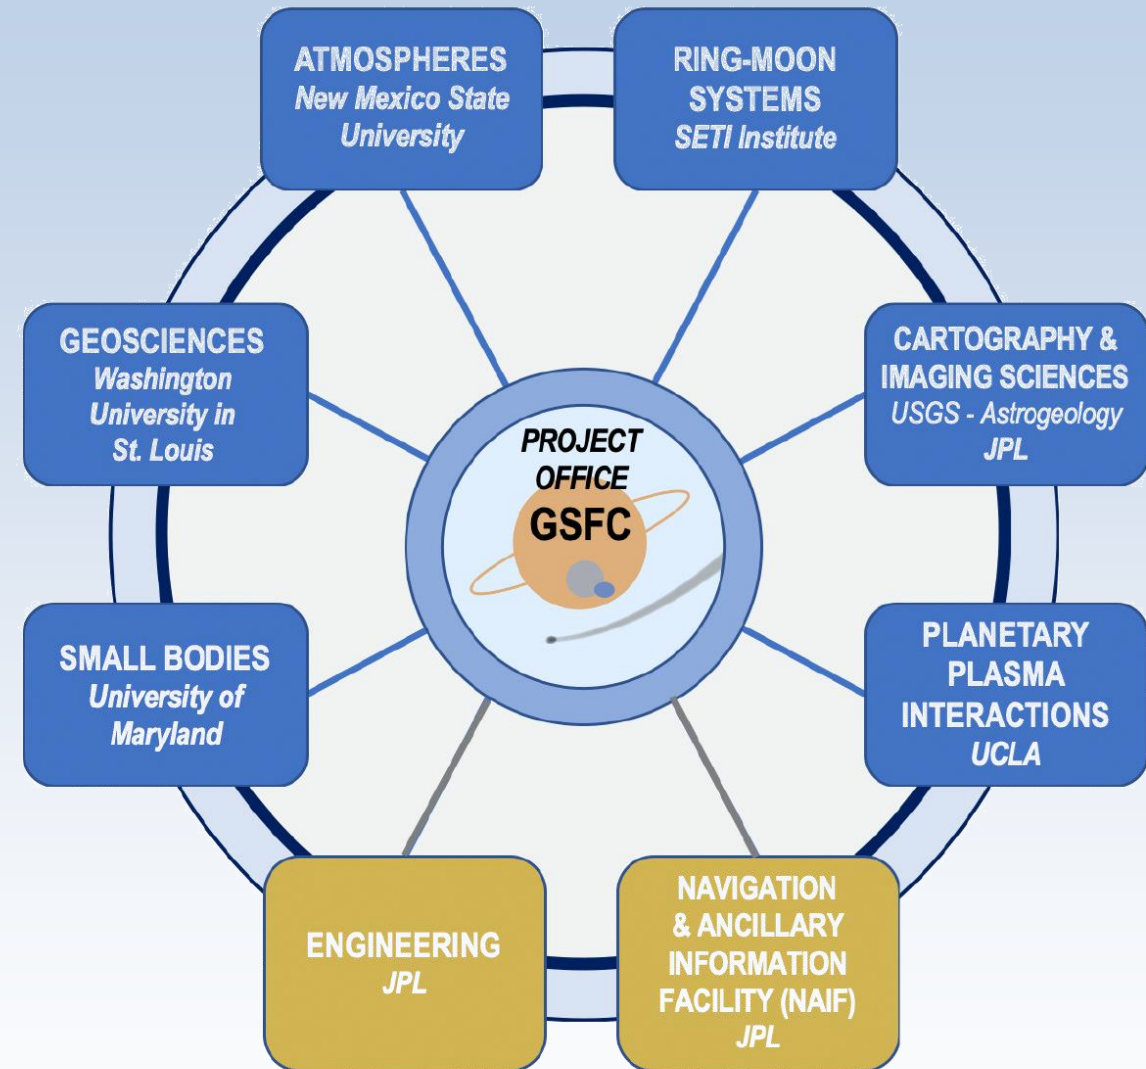 ATMOSPHERES
New Mexico State
University
RING-MOON
SYSTEMS
SETI Institute
GEOSCIENCES
Washington
University in
St. Louis
CARTOGRAPHY &
IMAGING SCIENCES
USGS - Astrogeology
JPL
PROJECT
OFFICE
GSFC
SMALL BODIES
University of
Maryland
PLANETARY
PLASMA
INTERACTIONS
UCLA
ENGINEERING
JPL
NAVIGATION
& ANCILLARY
INFORMATION
FACILITY (NAIF)
JPL